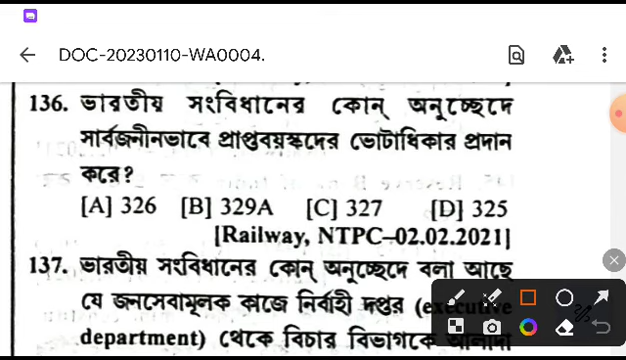 DOC-20230110-WA0004.
136. ভারতীয় সংবিধানের কোন্ অনুচ্ছেদে
সার্বজনীনভাবে প্রাপ্তবয়স্কদের ভোটাধিকার প্রদান
করে?
[A] 326 [B] 329A [C] 327 [D] 325
[Railway, NTPC–02.02.2021]
137. ভারতীয় সংবিধানের কোন্ অনুচ্ছেদে বলা আছে
যে জনসেবামূলক কাজে নির্বাহী দপ্তর (executive
department) থেকে বিচার বিভাগকে আলাদা